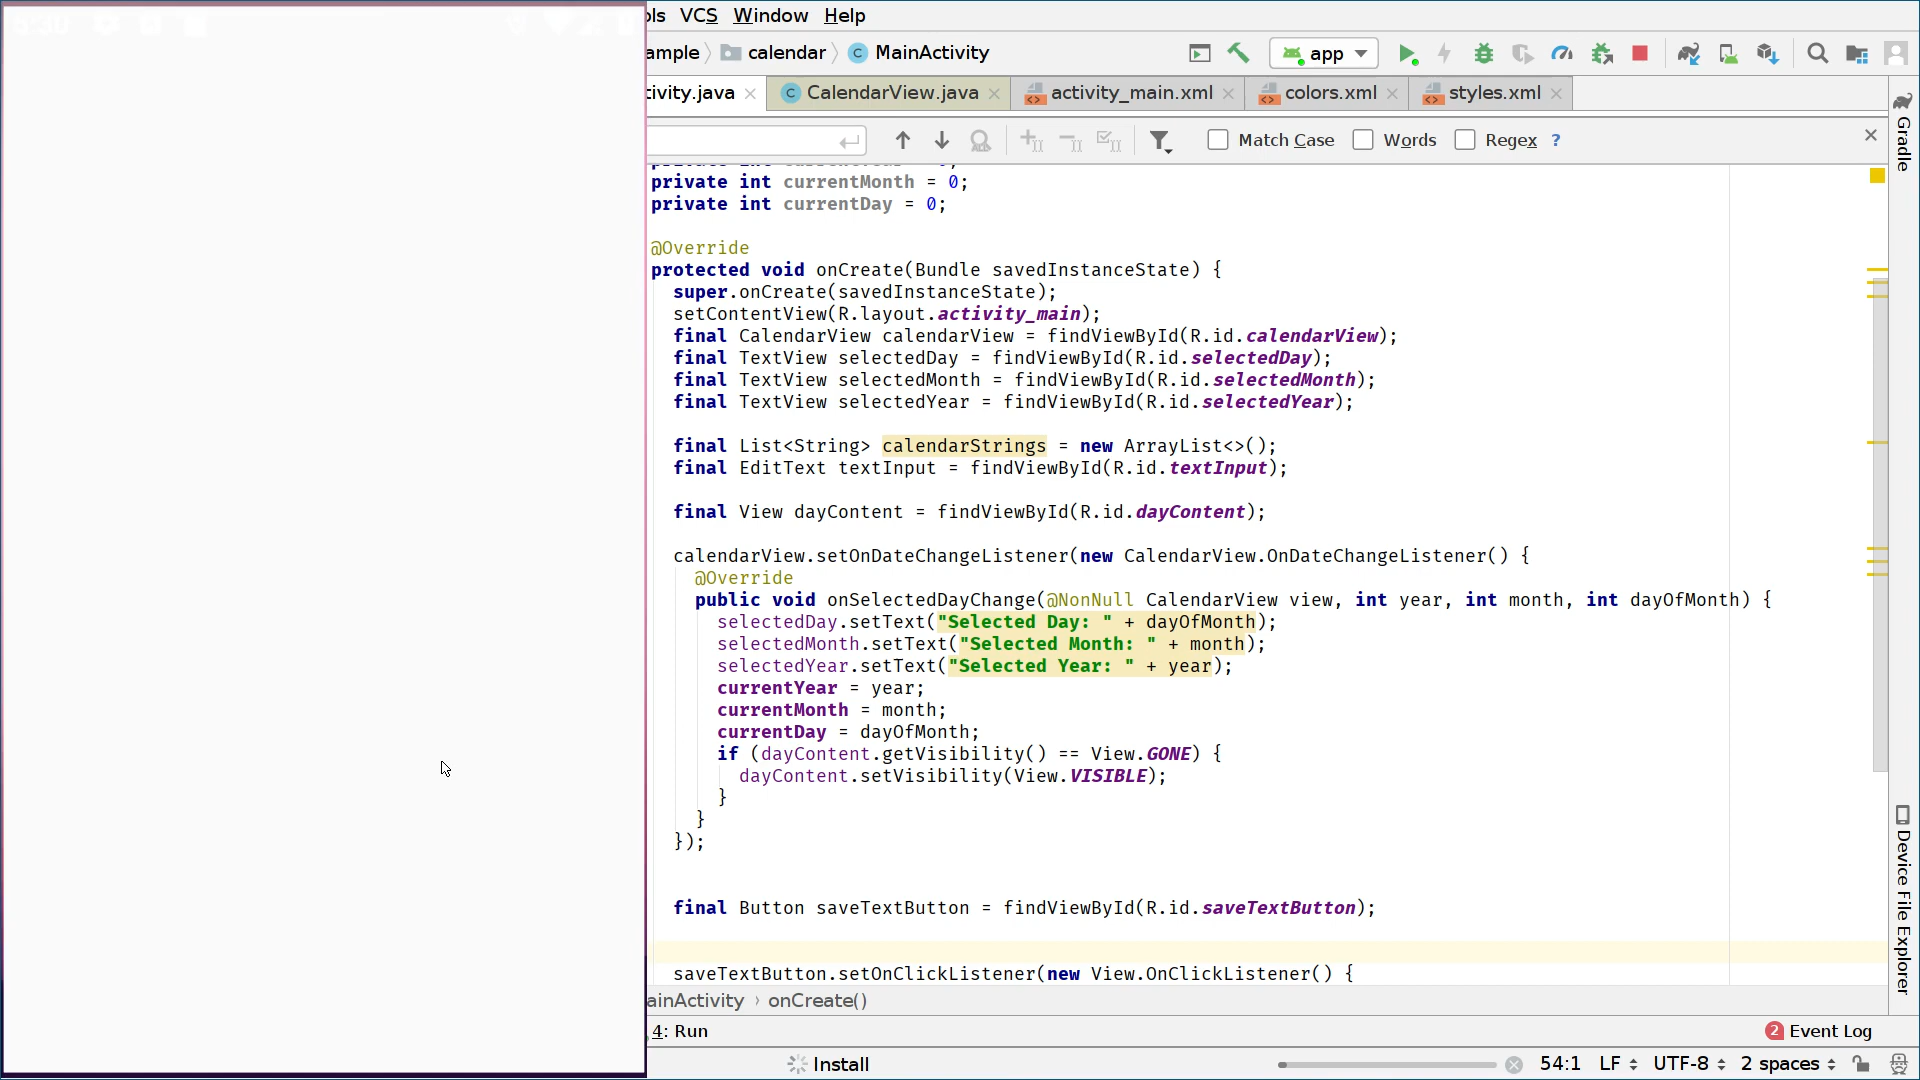 ols VCS Window Help
ample calendar C MainActivity
app
tivity.java C CalendarView.java activity_main.xml colors.xml styles.xml
Match Case Words Regex ?
private int currentMonth = 0;
private int currentDay = 0;
@Override
protected void onCreate(Bundle savedInstanceState) {
super.onCreate(savedInstanceState);
setContentView(R.layout.activity_main);
final CalendarView calendarView = findViewById(R.id.calendarView);
final TextView selectedDay = findViewById(R.id.selectedDay);
final TextView selectedMonth = findViewById(R.id.selectedMonth);
final TextView selectedYear = findViewById(R.id.selectedYear);
final List<String> calendarStrings = new ArrayList<>();
final EditText textInput = findViewById(R.id.textInput);
final View dayContent = findViewById(R.id.dayContent);
calendarView.setOnDateChangeListener(new CalendarView.OnDateChangeListener() {
@Override
public void onSelectedDayChange(@NonNull CalendarView view, int year, int month, int dayOfMonth) {
selectedDay.setText("Selected Day: " + dayOfMonth);
selectedMonth.setText("Selected Month: " + month);
selectedYear.setText("Selected Year: " + year);
currentYear = year;
currentMonth = month;
currentDay = dayOfMonth;
if (dayContent.getVisibility() == View.GONE) {
dayContent.setVisibility(View.VISIBLE);
}
}
});
final Button saveTextButton = findViewById(R.id.saveTextButton);
saveTextButton.setOnClickListener(new View.OnClickListener() {
ainActivity › onCreate()
4: Run
2 Event Log
Install
54:1 LF UTF-8 2 spaces
Gradle
Device File Explorer